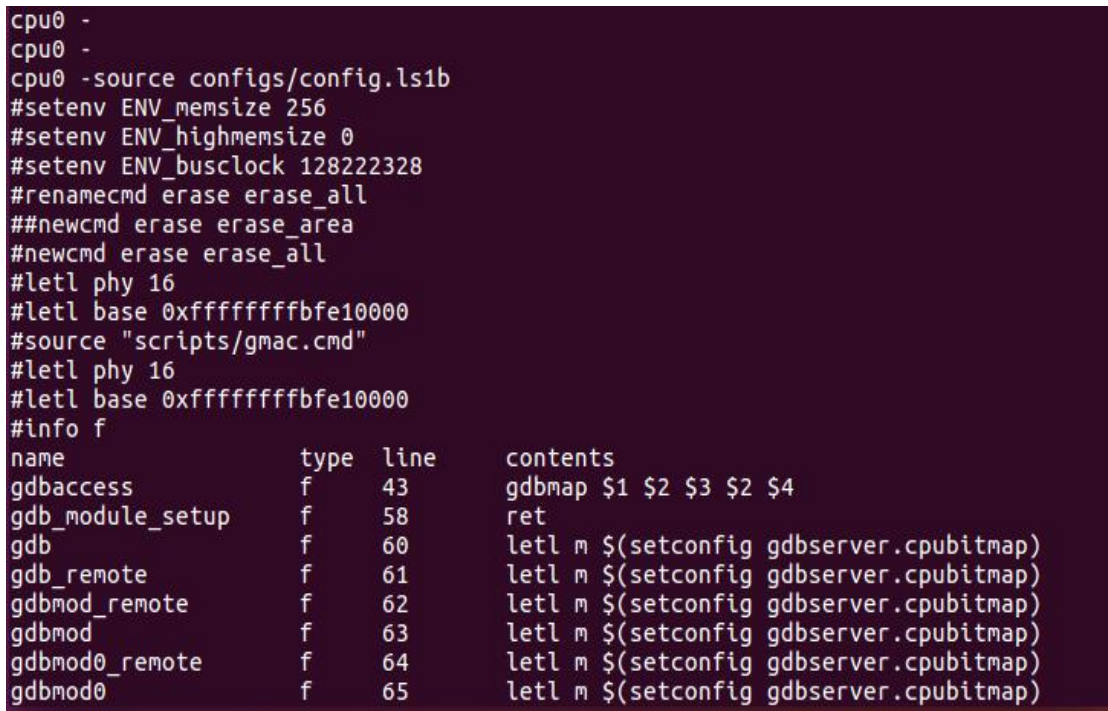 cpu0 -
cpu0 -
cpu0 -source configs/config.ls1b
#setenv ENV_memsize 256
#setenv ENV_highmemsize 0
#setenv ENV_busclock 128222328
#renamecmd erase erase_all
##newcmd erase erase_area
#newcmd erase erase_all
#letl phy 16
#letl base 0xffffffffbfe10000
#source "scripts/gmac.cmd"
#letl phy 16
#letl base 0xffffffffbfe10000
#info f
name type line contents
gdbaccess f 43 gdbmap $1 $2 $3 $2 $4
gdb_module_setup f 58 ret
gdb f 60 letl m $(setconfig gdbserver.cpubitmap)
gdb_remote f 61 letl m $(setconfig gdbserver.cpubitmap)
gdbmod_remote f 62 letl m $(setconfig gdbserver.cpubitmap)
gdbmod f 63 letl m $(setconfig gdbserver.cpubitmap)
gdbmod0_remote f 64 letl m $(setconfig gdbserver.cpubitmap)
gdbmod0 f 65 letl m $(setconfig gdbserver.cpubitmap)